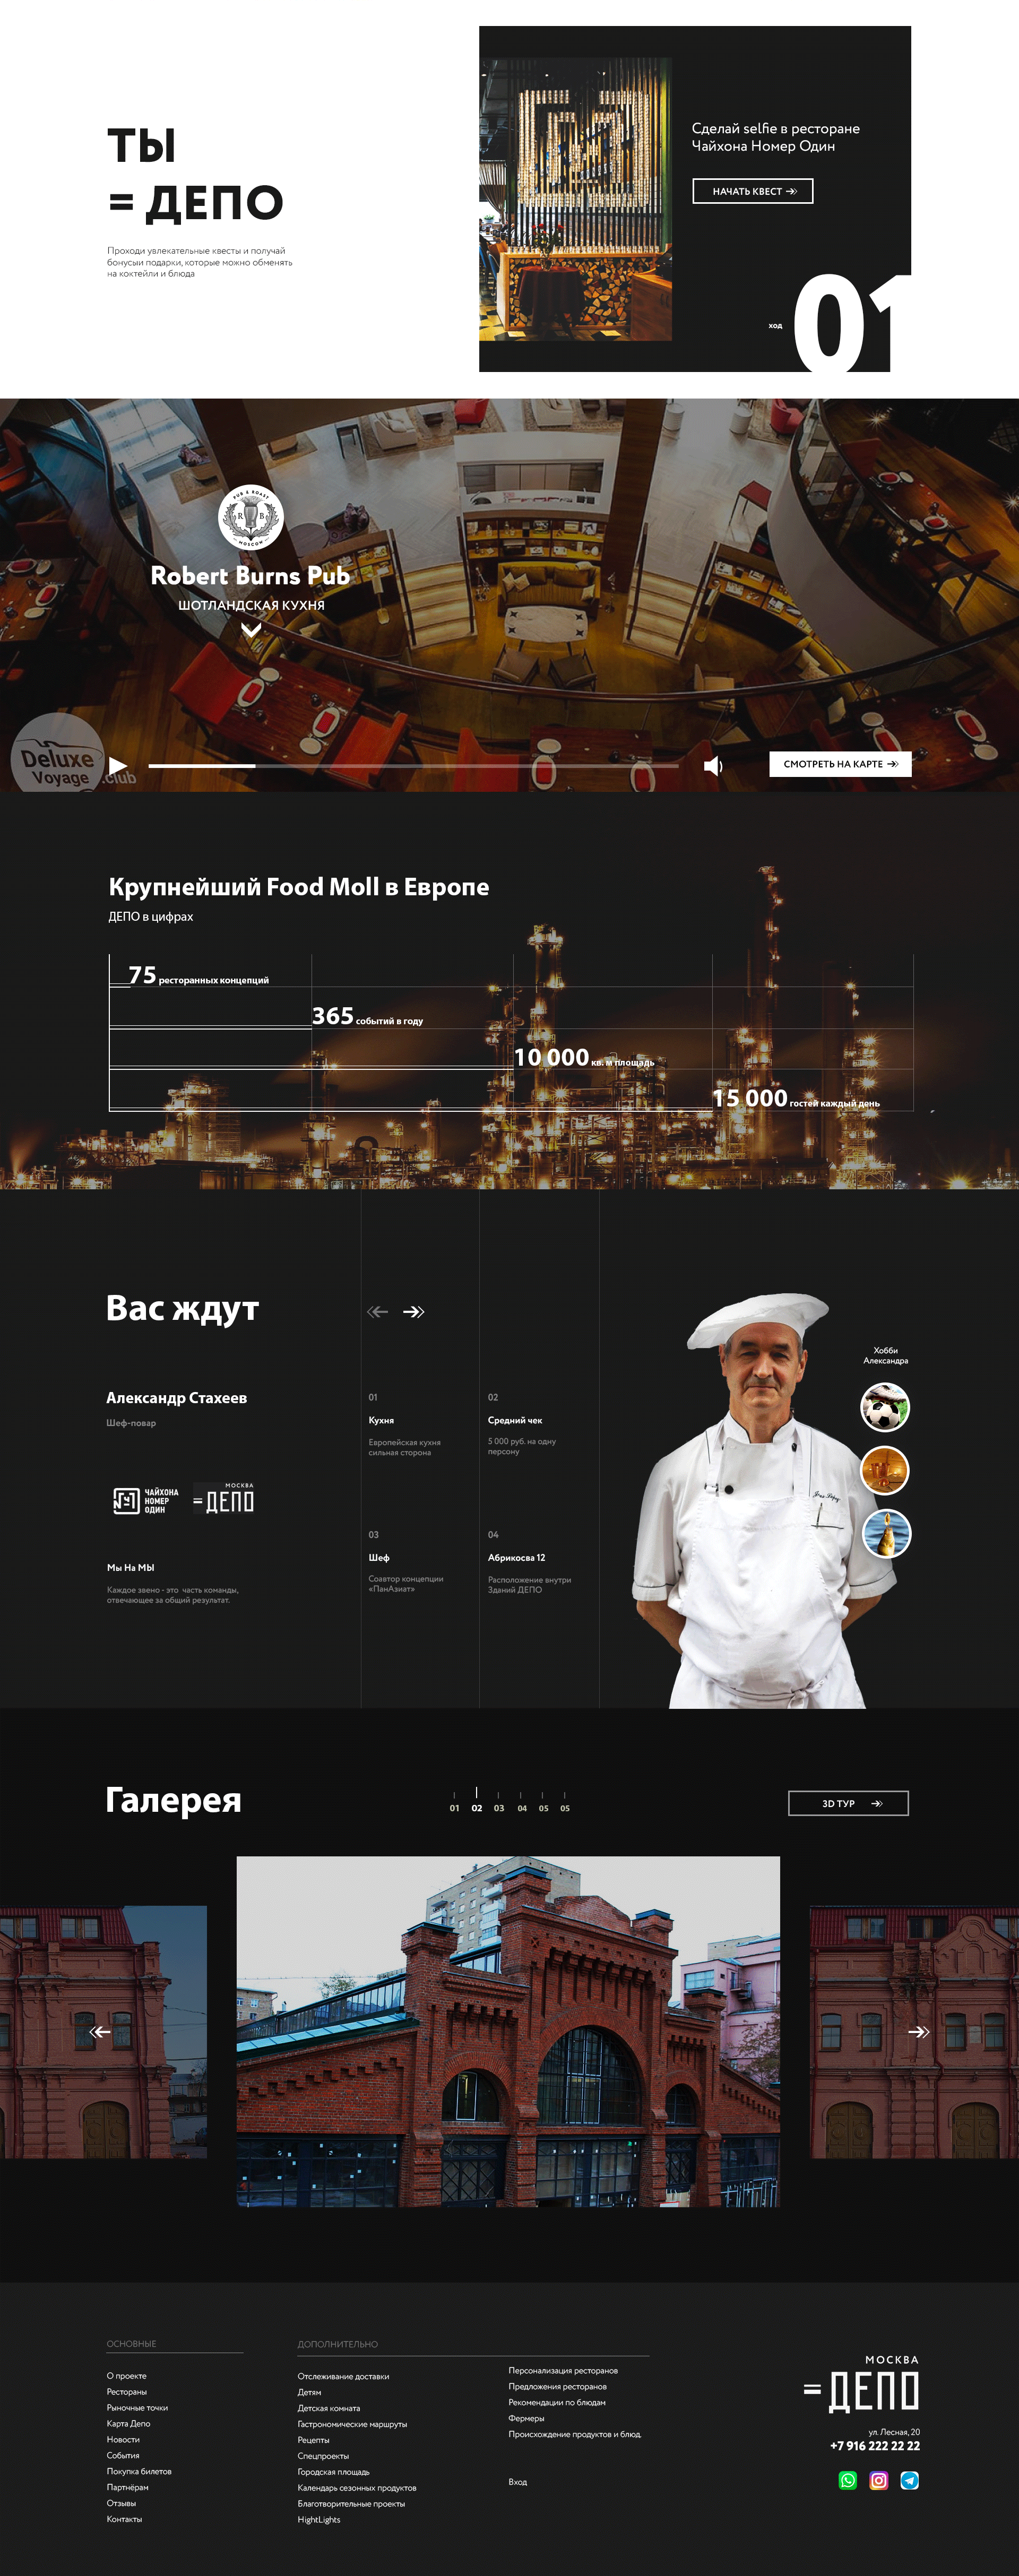 ТЫ
= ДЕПО
Проходи увлекательные квесты и получай
бонусыи подарки, которые можно обменять
на коктейли и блюда
Сделай selfie в ресторане
Чайхона Номер Один
НАЧАТЬ КВЕСТ
ход
01
PUB & ROAST
R B
MOSCOW
Robert Burns Pub
ШОТЛАНДСКАЯ КУХНЯ
Deluxe
Voyage
.club
СМОТРЕТЬ НА КАРТЕ
Крупнейший Food Moll в Европе
ДЕПО в цифрах
75 ресторанных концепций
365 событий в году
10 000 кв. м площадь
15 000 гостей каждый день
Вас ждут
Александр Стахеев
Шеф-повар
ЧАЙХОНА
НОМЕР
ОДИН
МОСКВА
= ДЕПО
Мы На МЫ
Каждое звено - это часть команды,
отвечающее за общий результат.
01
Кухня
Европейская кухня
сильная сторона
02
Средний чек
5 000 руб. на одну
персону
03
Шеф
Соавтор концепции
«ПанАзиат»
04
Абрикосва 12
Расположение внутри
Зданий ДЕПО
Хобби
Александра
Галерея
01 02 03 04 05 05
3D ТУР
ОСНОВНЫЕ
О проекте
Рестораны
Рыночные точки
Карта Депо
Новости
События
Покупка билетов
Партнёрам
Отзывы
Контакты
ДОПОЛНИТЕЛЬНО
Отслеживание доставки
Детям
Детская комната
Гастрономические маршруты
Рецепты
Спецпроекты
Городская площадь
Календарь сезонных продуктов
Благотворительные проекты
HightLights
Персонализация ресторанов
Предложения ресторанов
Рекомендации по блюдам
Фермеры
Происхождение продуктов и блюд.
Вход
МОСКВА
= ДЕПО
ул. Лесная, 20
+7 916 222 22 22